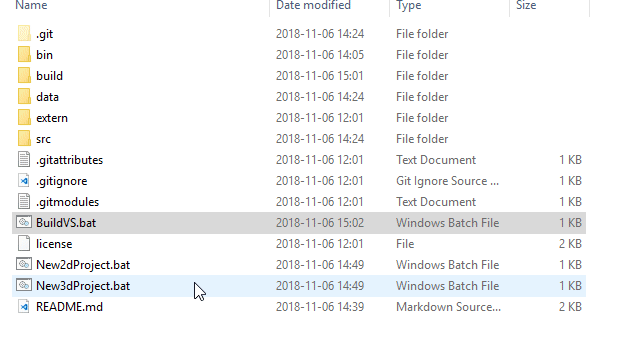 Name Date modified Type Size
.git 2018-11-06 14:24 File folder
bin 2018-11-06 14:05 File folder
build 2018-11-06 15:01 File folder
data 2018-11-06 14:24 File folder
extern 2018-11-06 12:01 File folder
src 2018-11-06 14:24 File folder
.gitattributes 2018-11-06 12:01 Text Document 1 KB
.gitignore 2018-11-06 12:01 Git Ignore Source ... 1 KB
.gitmodules 2018-11-06 12:01 Text Document 1 KB
BuildVS.bat 2018-11-06 15:02 Windows Batch File 1 KB
license 2018-11-06 12:01 File 2 KB
New2dProject.bat 2018-11-06 14:49 Windows Batch File 1 KB
New3dProject.bat 2018-11-06 14:49 Windows Batch File 1 KB
README.md 2018-11-06 14:39 Markdown Source... 2 KB